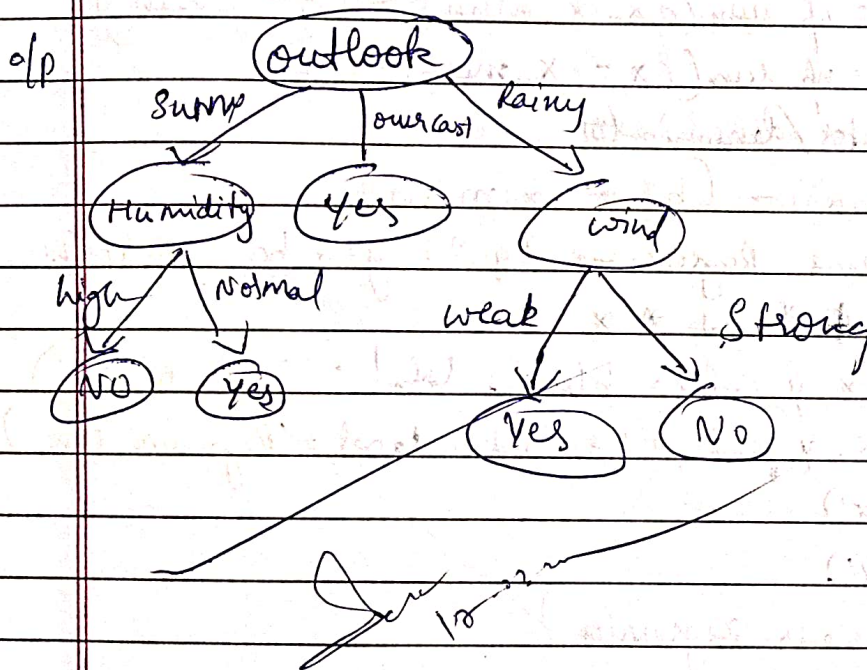 o/p
outlook
Sunny
overcast
Rainy
Humidity
Yes
wind
high
Normal
weak
Strong
NO
Yes
Yes
No